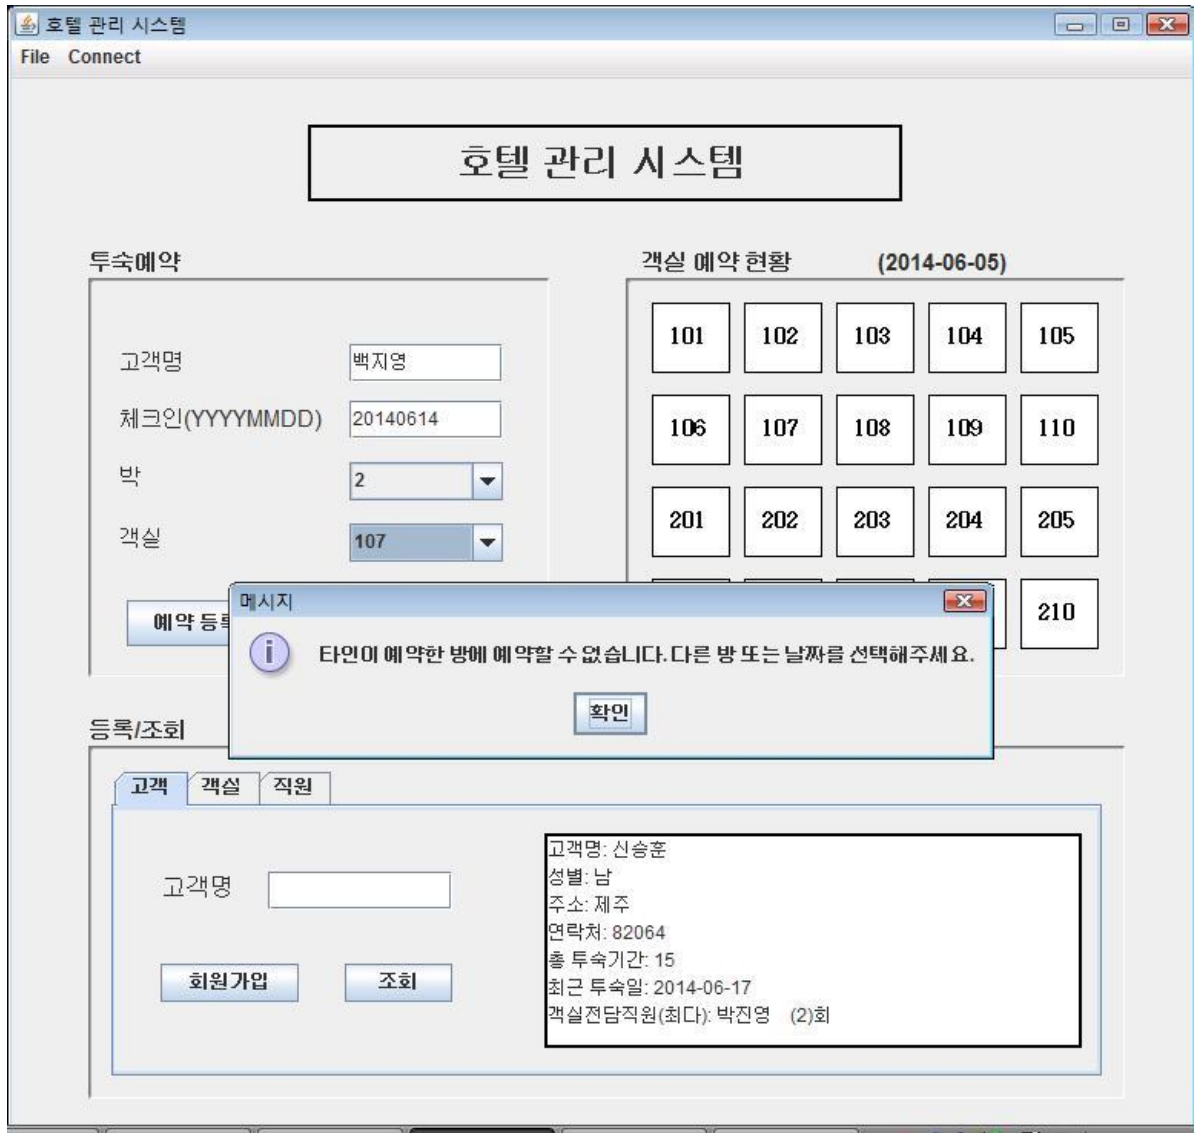 호텔 관리 시스템
File Connect
호텔 관리 시스템
투숙예약
객실 예약 현황 (2014-06-05)
고객명 백지영
체크인(YYYYMMDD) 20140614
박 2
객실 107
101 102 103 104 105
106 107 108 109 110
201 202 203 204 205
210
예약 등
메시지
타인이 예약한 방에 예약할 수 없습니다.다른 방 또는 날짜를 선택해주세요.
확인
등록/조회
고객 객실 직원
고객명
회원가입 조회
고객명: 신승훈
성별: 남
주소: 제주
연락처: 82064
총 투숙기간: 15
최근 투숙일: 2014-06-17
객실전담직원(최다): 박진영 (2)회